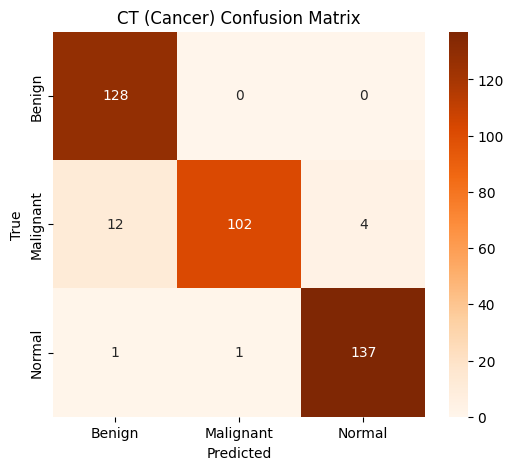 CT (Cancer) Confusion Matrix
True
Benign
128 0 0
Malignant
12 102 4
Normal
1 1 137
Benign Malignant Normal
Predicted
120
100
80
60
40
20
0